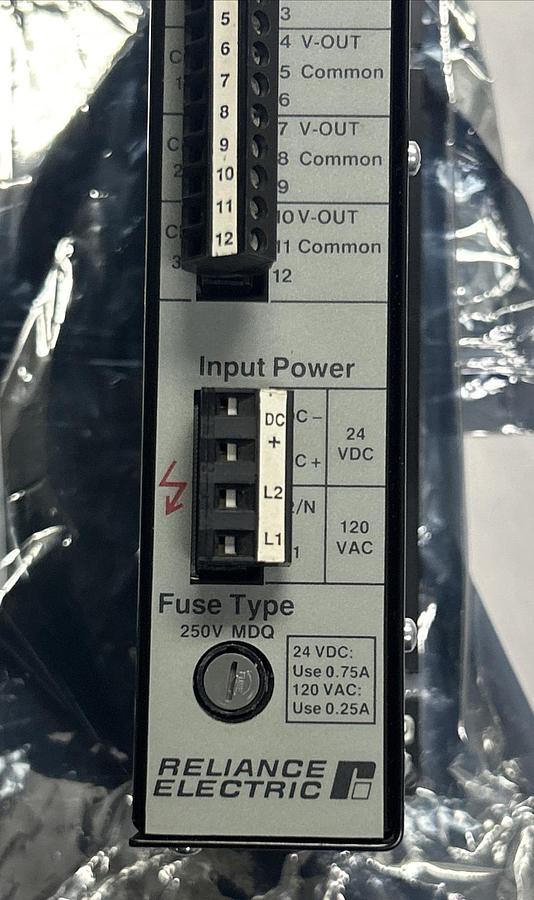 5
3
6
4 V-OUT
7
5 Common
8
6
9
7 V-OUT
10
8 Common
11
9
12
10 V-OUT
11 Common
12
Input Power
DC
+
C -
C +
24
VDC
L2
L1
/N
1
120
VAC
Fuse Type
250V MDQ
24 VDC:
Use 0.75A
120 VAC:
Use 0.25A
RELIANCE
ELECTRIC